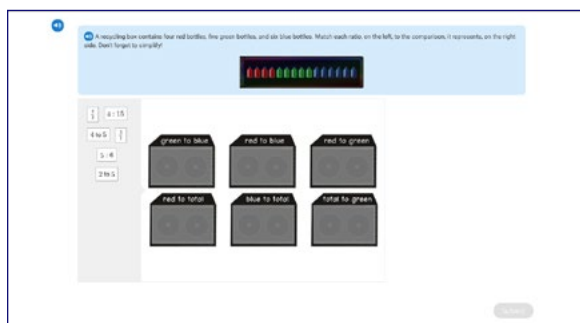 A recycling box contains four red bottles, five green bottles, and six blue bottles. Match each ratio, on the left, to the comparison, it represents, on the right
side. Don't forget to simplify!
4 : 15
4 to 5
5 : 6
2 to 5
green to blue red to blue red to green
red to total blue to total total to green